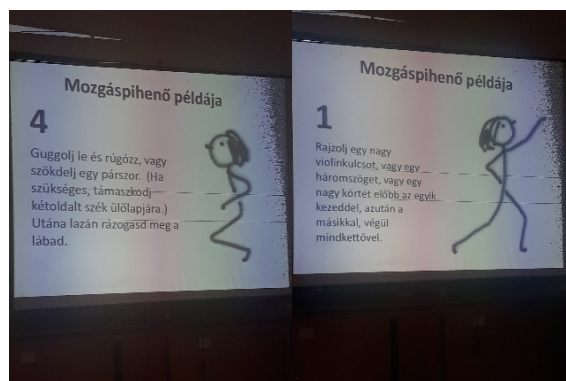 Mozgáspihenő példája
4
Guggolj le és rúgózz, vagy
szökdelj egy párszor. (Ha
szükséges, támaszkodj
kétoldalt szék ülőlapjára.)
Utána lazán rázogasd meg a
lábad.
Mozgáspihenő példája
1
Rajzolj egy nagy
violinkulcsot, vagy egy
háromszöget, vagy egy
nagy körtét előbb az egyik
kezeddel, azután a
másikkal, végül
mindkettővel.